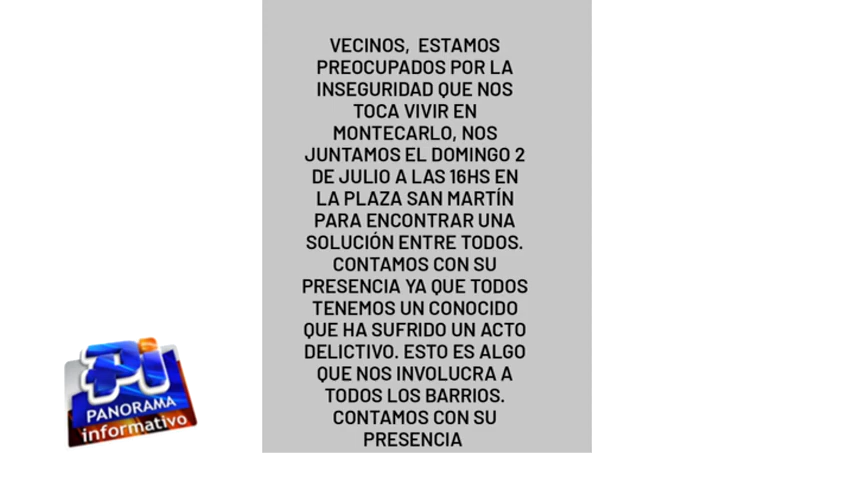 VECINOS, ESTAMOS
PREOCUPADOS POR LA
INSEGURIDAD QUE NOS
TOCA VIVIR EN
MONTECARLO, NOS
JUNTAMOS EL DOMINGO 2
DE JULIO A LAS 16HS EN
LA PLAZA SAN MARTÍN
PARA ENCONTRAR UNA
SOLUCIÓN ENTRE TODOS.
CONTAMOS CON SU
PRESENCIA YA QUE TODOS
TENEMOS UN CONOCIDO
QUE HA SUFRIDO UN ACTO
DELICTIVO. ESTO ES ALGO
QUE NOS INVOLUCRA A
TODOS LOS BARRIOS.
CONTAMOS CON SU
PRESENCIA
Pi
PANORAMA
informativo